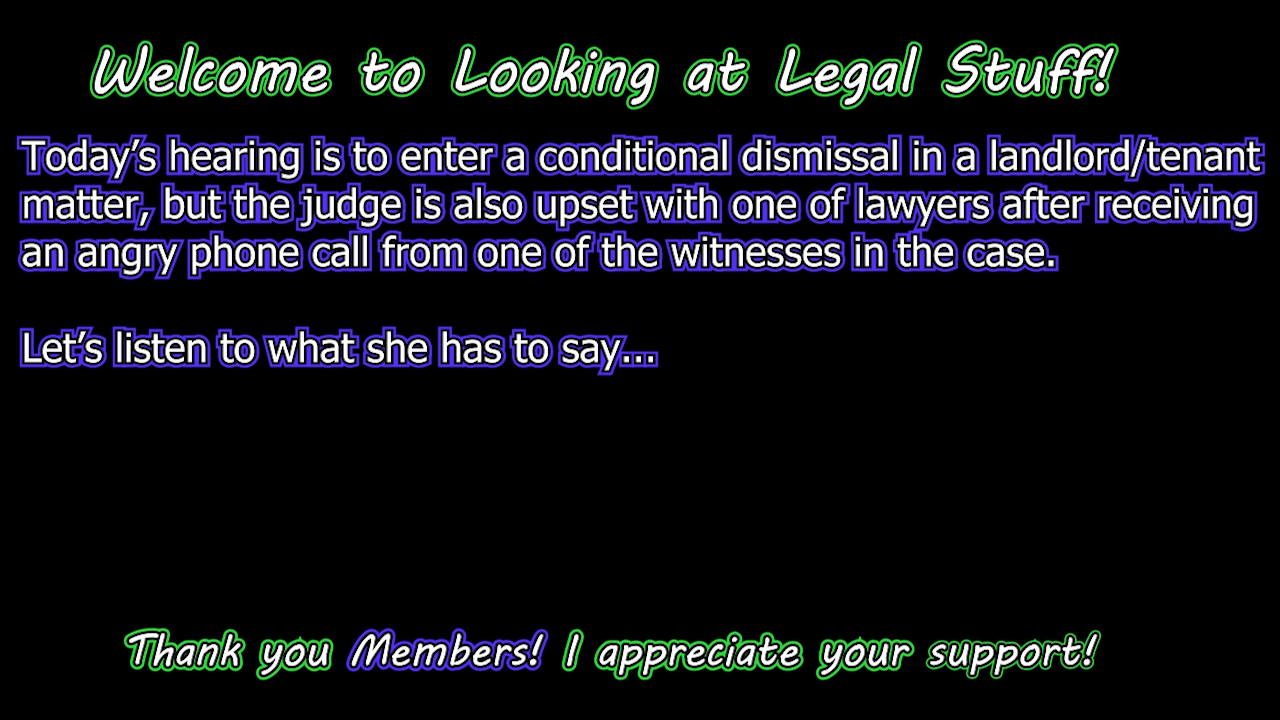 Welcome to Looking at Legal Stuff!
Today’s hearing is to enter a conditional dismissal in a landlord/tenant
matter, but the judge is also upset with one of lawyers after receiving
an angry phone call from one of the witnesses in the case.
Let’s listen to what she has to say…
Thank you Members! I appreciate your support!